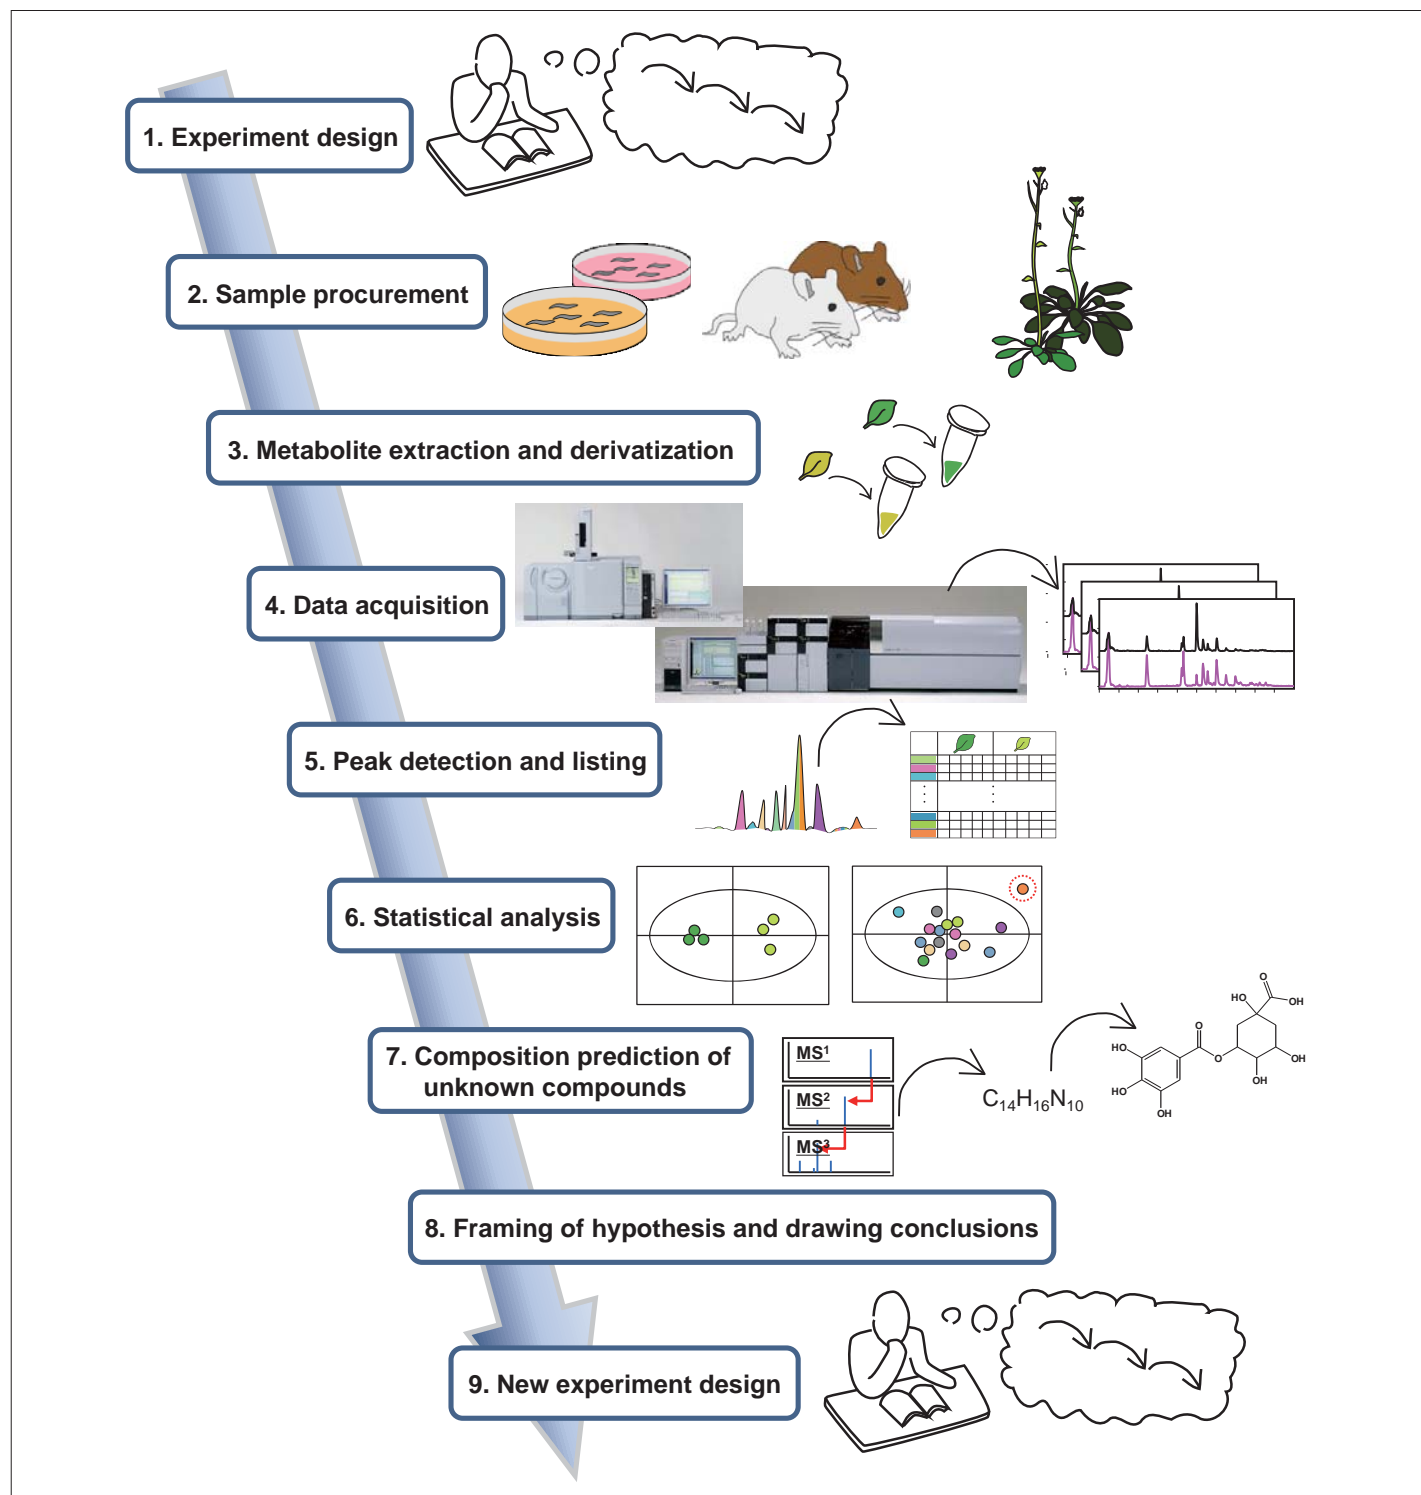 1. Experiment design
2. Sample procurement
3. Metabolite extraction and derivatization
4. Data acquisition
5. Peak detection and listing
6. Statistical analysis
7. Composition prediction of
unknown compounds
MS¹
MS²
MS³
C₁₄H₁₆N₁₀
O
HO
OH
O
HO
O
OH
HO
OH
OH
8. Framing of hypothesis and drawing conclusions
9. New experiment design